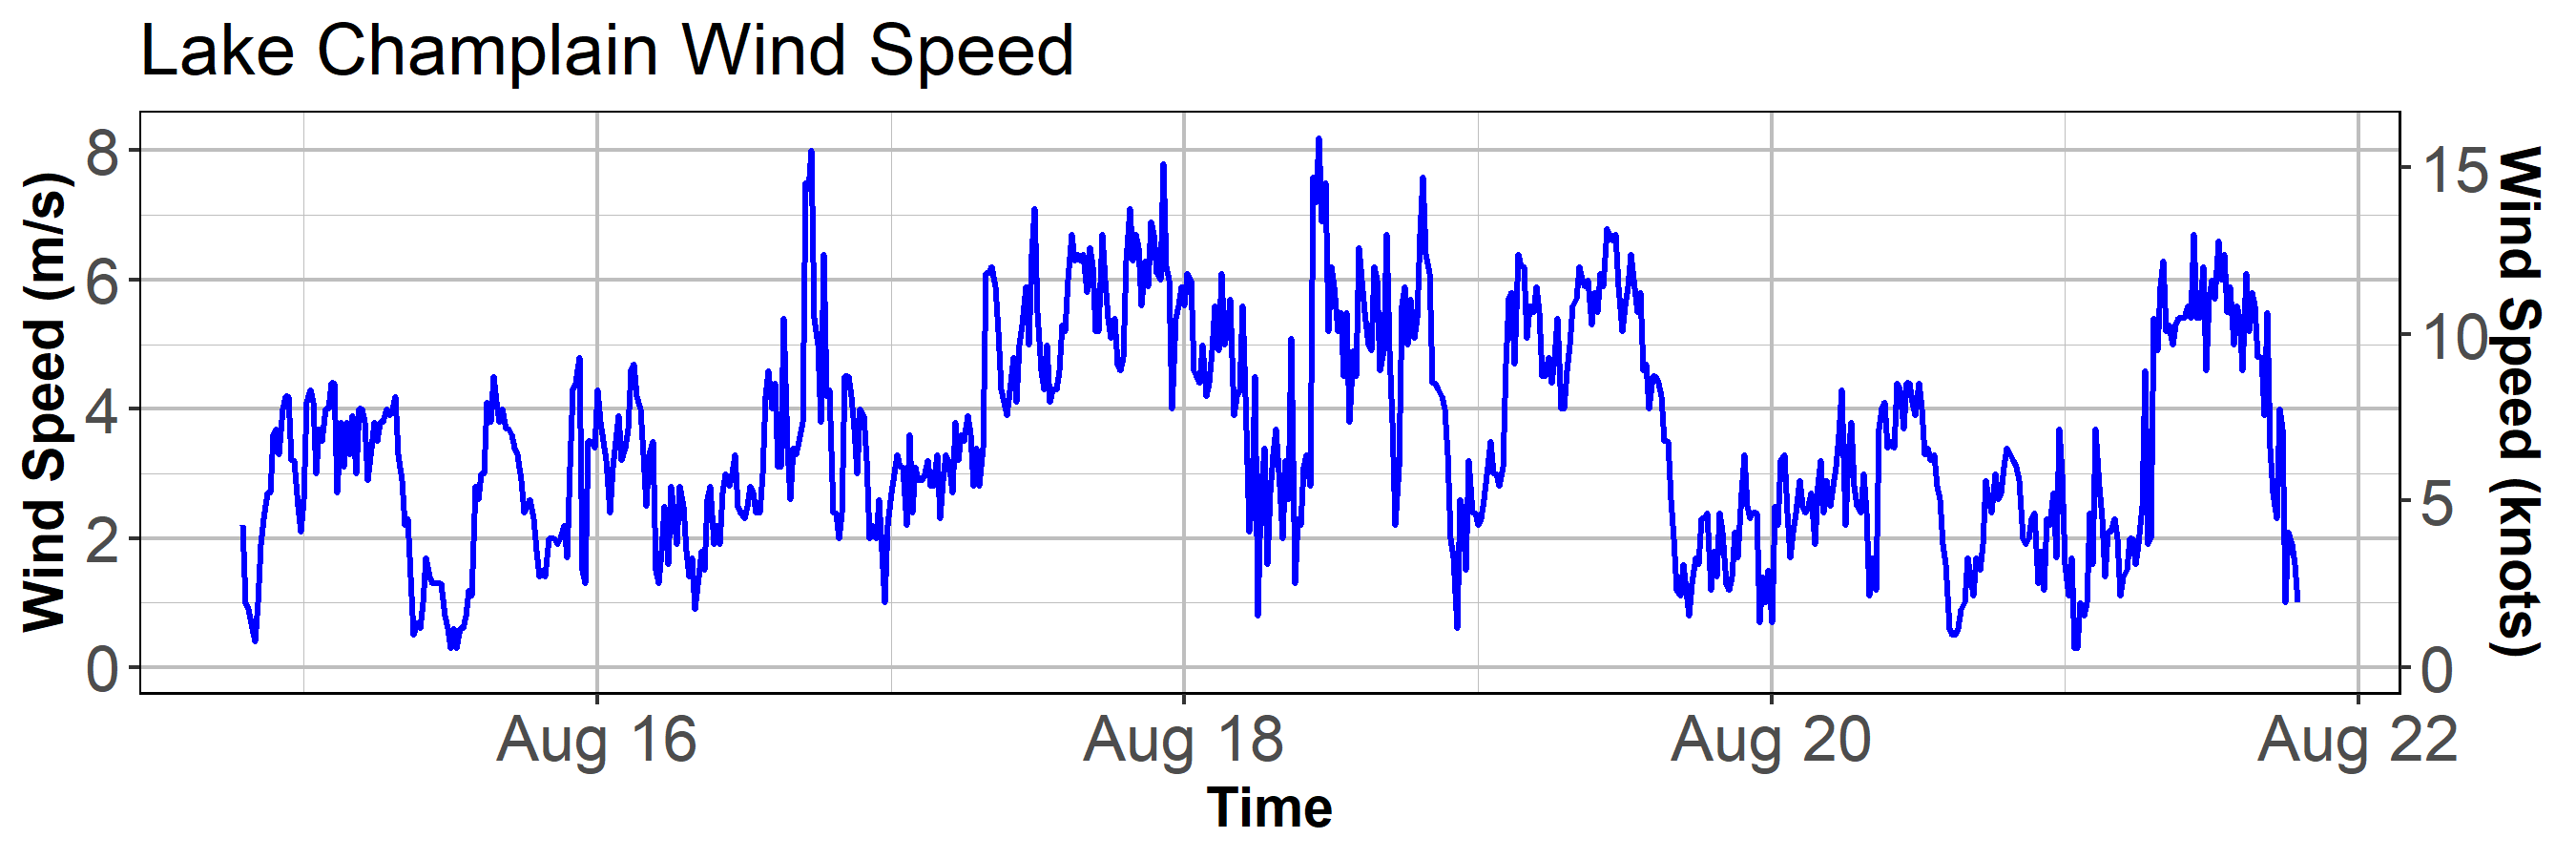 Lake Champlain Wind Speed
Wind Speed (m/s)
8
6
4
2
0
15
10
5
0
Wind Speed (knots)
Aug 16
Aug 18
Aug 20
Aug 22
Time